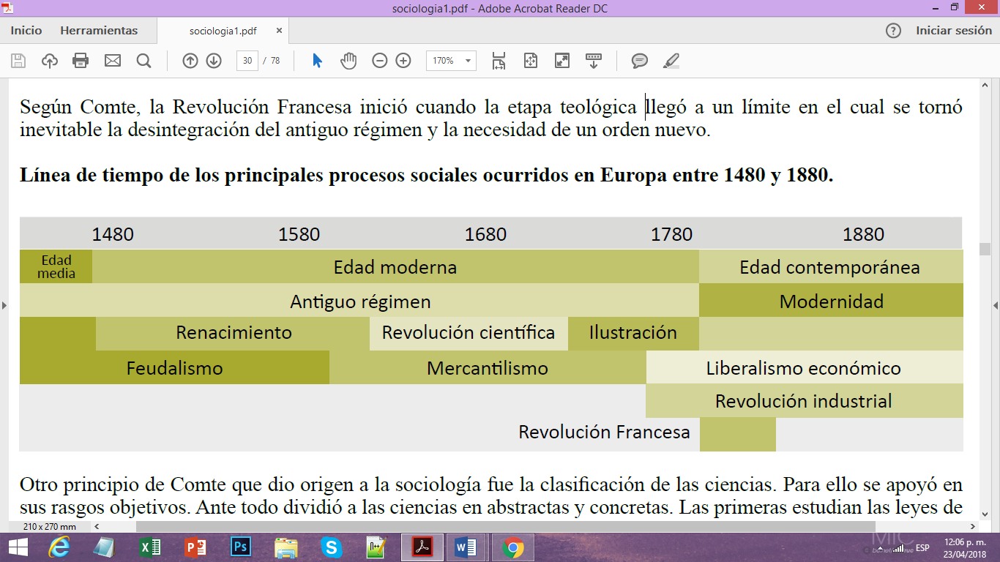 sociologia1.pdf - Adobe Acrobat Reader DC
Inicio Herramientas sociologia1.pdf × Iniciar sesión
30 / 78 170%
Según Comte, la Revolución Francesa inició cuando la etapa teológica llegó a un límite en el cual se tornó
inevitable la desintegración del antiguo régimen y la necesidad de un orden nuevo.
Línea de tiempo de los principales procesos sociales ocurridos en Europa entre 1480 y 1880.
1480 1580 1680 1780 1880
Edad
media
Edad moderna Edad contemporánea
Antiguo régimen Modernidad
Renacimiento Revolución científica Ilustración
Feudalismo Mercantilismo Liberalismo económico
Revolución industrial
Revolución Francesa
Otro principio de Comte que dio origen a la sociología fue la clasificación de las ciencias. Para ello se apoyó en
sus rasgos objetivos. Ante todo dividió a las ciencias en abstractas y concretas. Las primeras estudian las leyes de
210 x 270 mm
ESP
12:06 p. m.
23/04/2018